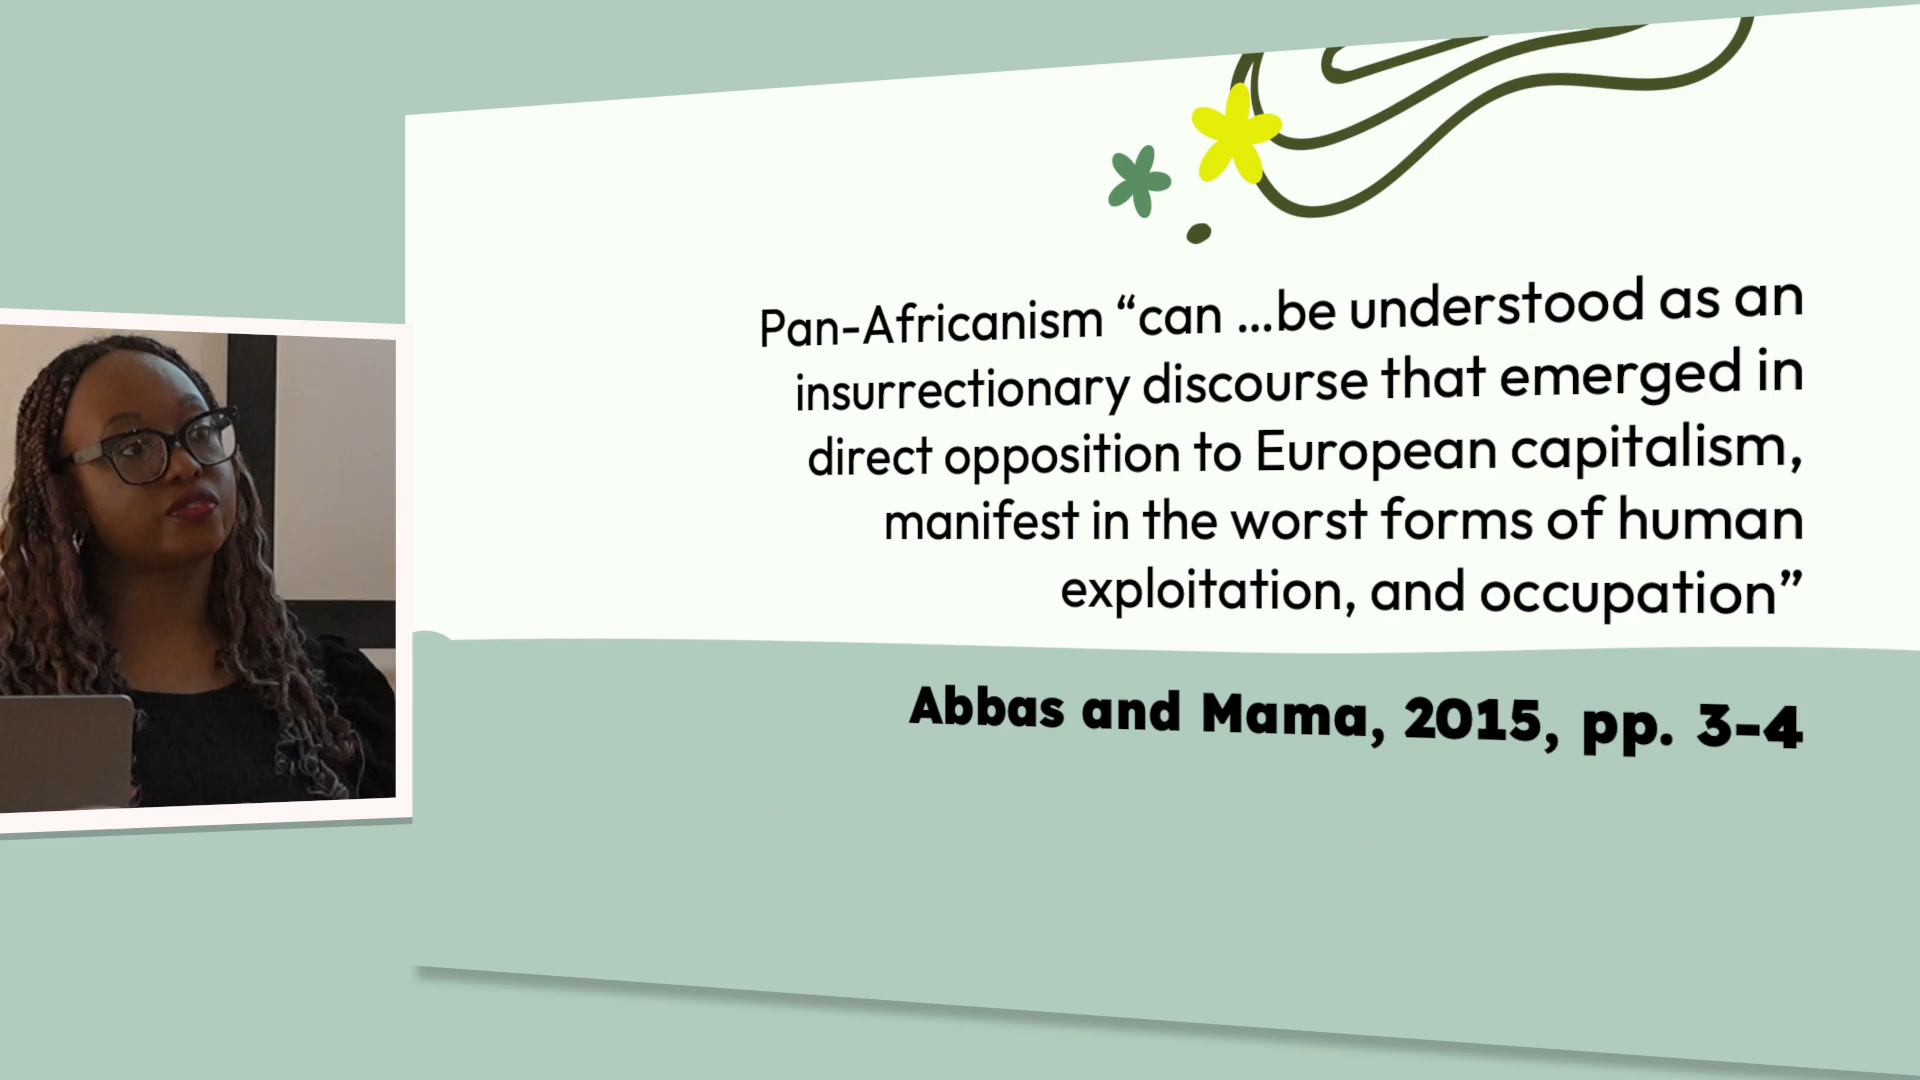 Pan-Africanism “can ...be understood as an
insurrectionary discourse that emerged in
direct opposition to European capitalism,
manifest in the worst forms of human
exploitation, and occupation”
Abbas and Mama, 2015, pp. 3-4